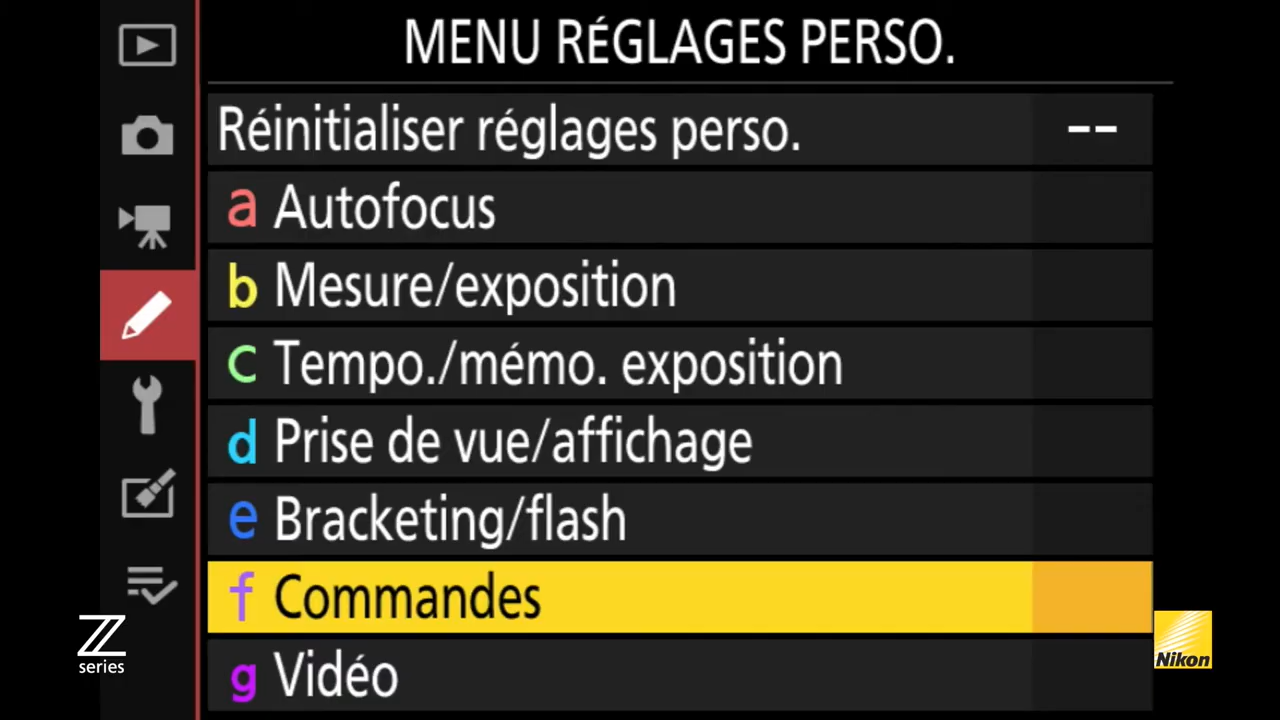 MENU RÉGLAGES PERSO.
Réinitialiser réglages perso. --
a Autofocus
b Mesure/exposition
c Tempo./mémo. exposition
d Prise de vue/affichage
e Bracketing/flash
f Commandes
g Vidéo
Z
series
Nikon